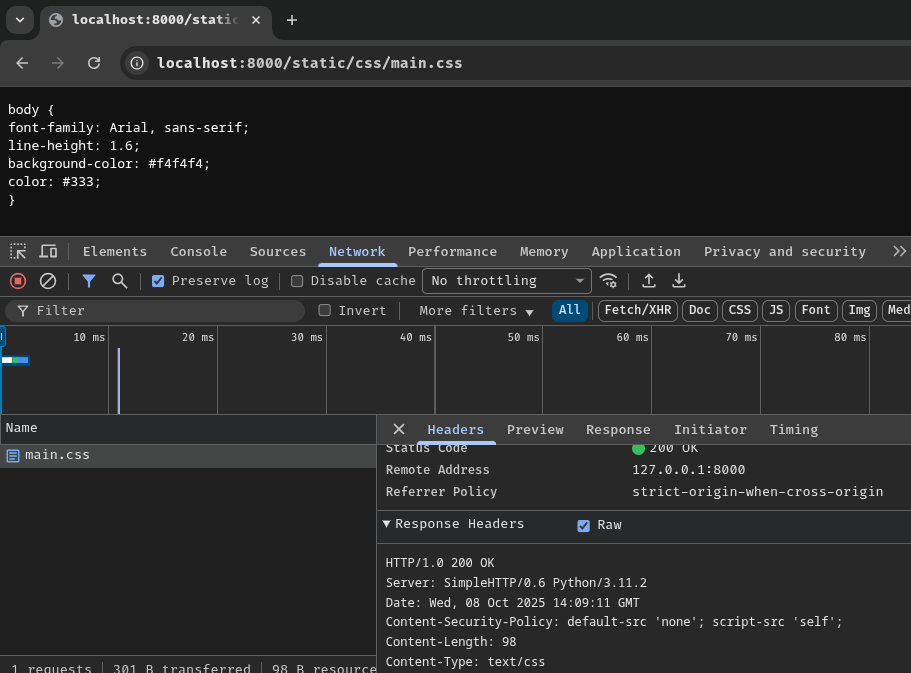 localhost:8000/static
localhost:8000/static/css/main.css
body {
font-family: Arial, sans-serif;
line-height: 1.6;
background-color: #f4f4f4;
color: #333;
}
Elements Console Sources Network Performance Memory Application Privacy and security
Preserve log Disable cache No throttling
Filter Invert More filters All Fetch/XHR Doc CSS JS Font Img Med
10 ms 20 ms 30 ms 40 ms 50 ms 60 ms 70 ms 80 ms
Name
Headers Preview Response Initiator Timing
main.css
Status Code 200 OK
Remote Address 127.0.0.1:8000
Referrer Policy strict-origin-when-cross-origin
Response Headers Raw
HTTP/1.0 200 OK
Server: SimpleHTTP/0.6 Python/3.11.2
Date: Wed, 08 Oct 2025 14:09:11 GMT
Content-Security-Policy: default-src 'none'; script-src 'self';
Content-Length: 98
Content-Type: text/css
1 requests 301 B transferred 98 B resource